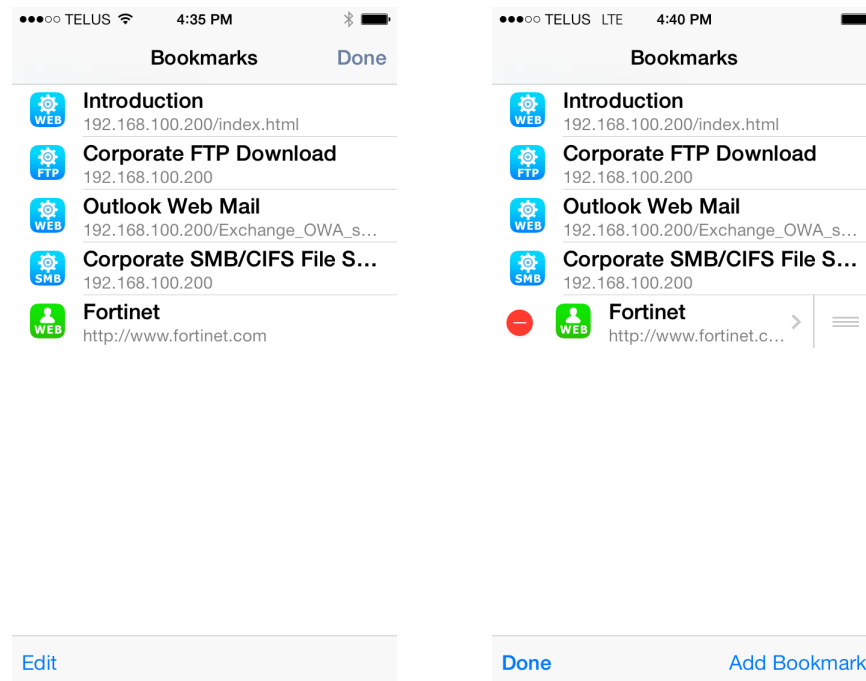 TELUS 4:35 PM
Bookmarks Done
WEB Introduction
192.168.100.200/index.html
FTP Corporate FTP Download
192.168.100.200
WEB Outlook Web Mail
192.168.100.200/Exchange_OWA_s...
SMB Corporate SMB/CIFS File S...
192.168.100.200
WEB Fortinet
http://www.fortinet.com
Edit
TELUS LTE 4:40 PM
Bookmarks
WEB Introduction
192.168.100.200/index.html
FTP Corporate FTP Download
192.168.100.200
WEB Outlook Web Mail
192.168.100.200/Exchange_OWA_s...
SMB Corporate SMB/CIFS File S...
192.168.100.200
WEB Fortinet
http://www.fortinet.c...
Done Add Bookmark